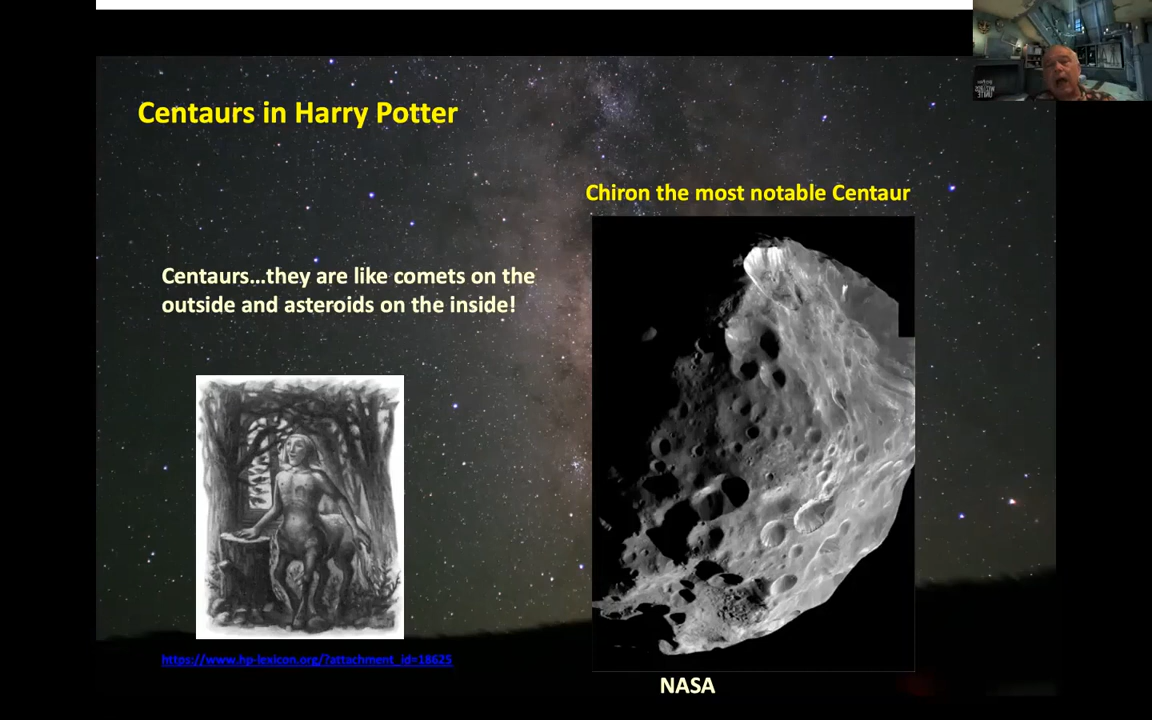 Centaurs in Harry Potter
Chiron the most notable Centaur
Centaurs...they are like comets on the
outside and asteroids on the inside!
https://www.hp-lexicon.org/?attachment_id=18625
NASA